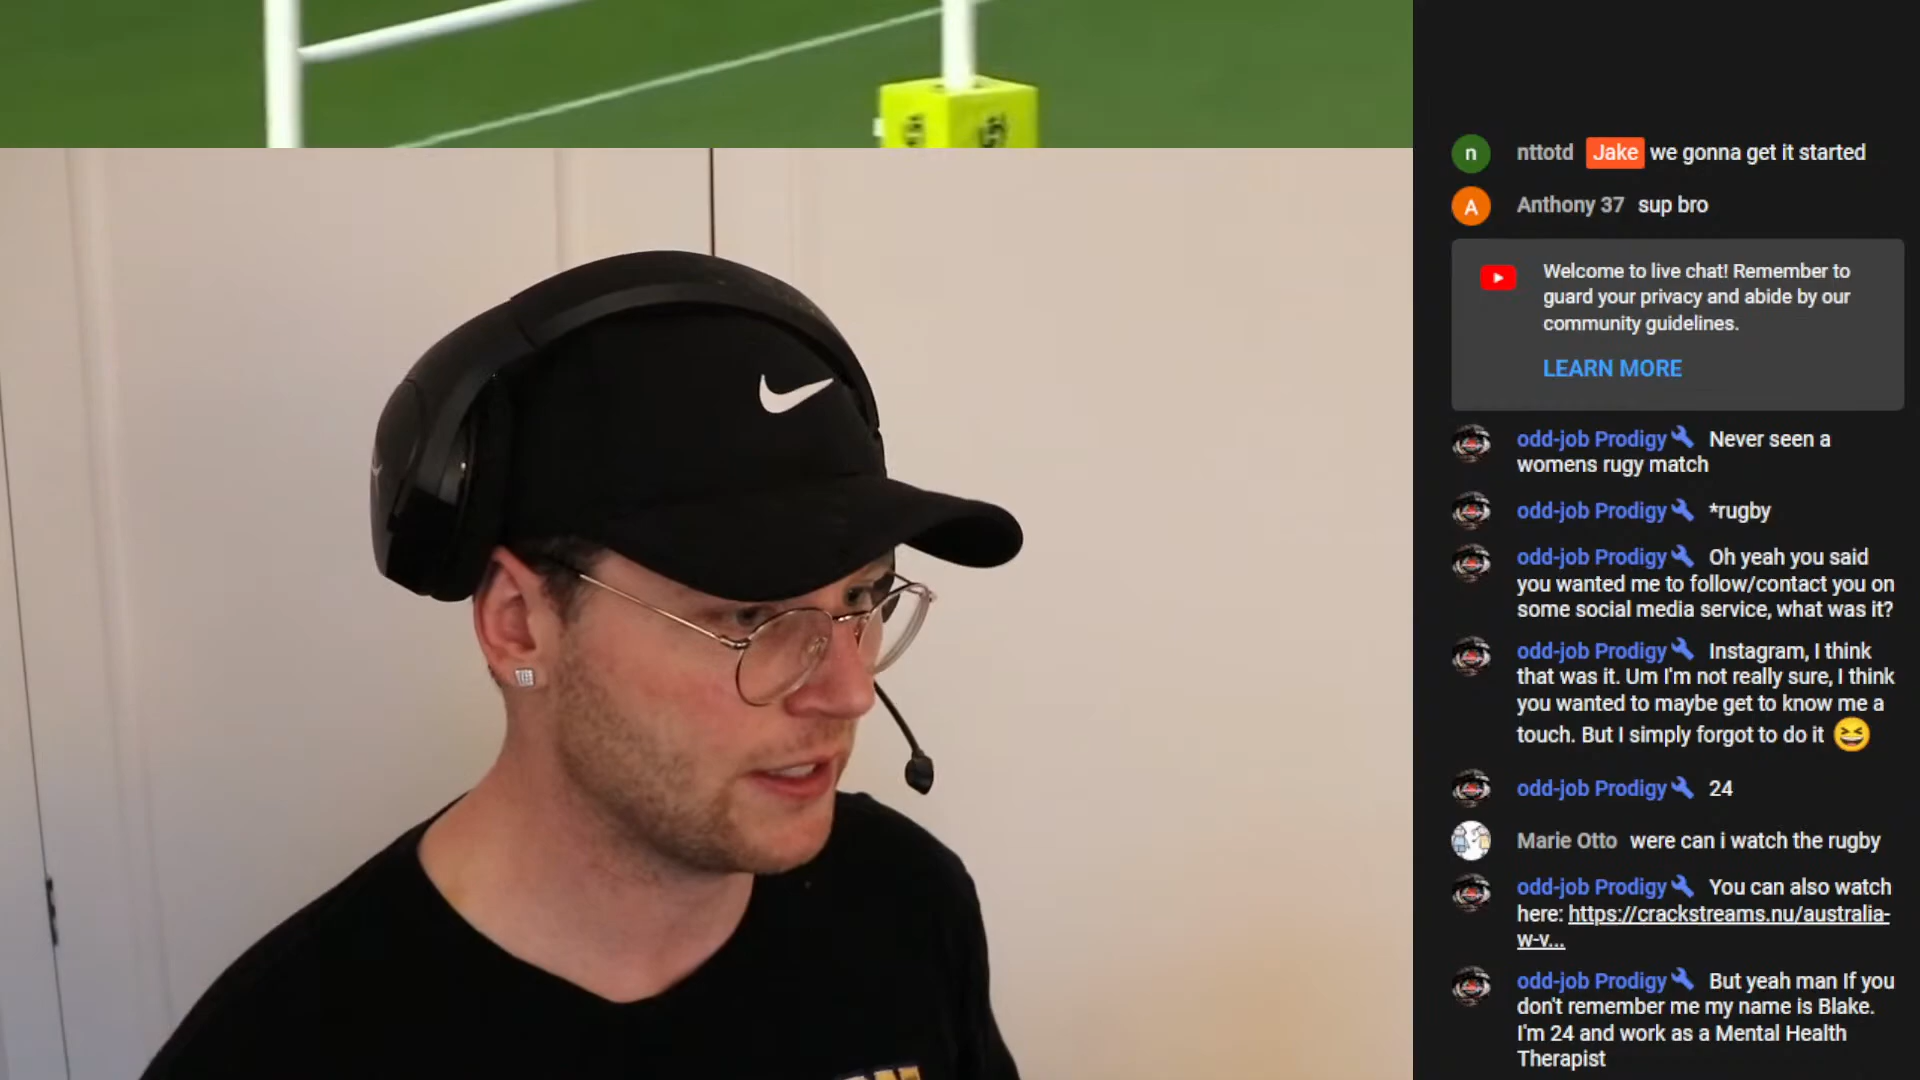 n nttotd Jake we gonna get it started
A Anthony 37 sup bro
Welcome to live chat! Remember to
guard your privacy and abide by our
community guidelines.
LEARN MORE
odd-job Prodigy Never seen a
womens rugy match
odd-job Prodigy *rugby
odd-job Prodigy Oh yeah you said
you wanted me to follow/contact you on
some social media service, what was it?
odd-job Prodigy Instagram, I think
that was it. Um I'm not really sure, I think
you wanted to maybe get to know me a
touch. But I simply forgot to do it 😆
odd-job Prodigy 24
Marie Otto were can i watch the rugby
odd-job Prodigy You can also watch
here: https://crackstreams.nu/australia-
w-v...
odd-job Prodigy But yeah man If you
don't remember me my name is Blake.
I'm 24 and work as a Mental Health
Therapist